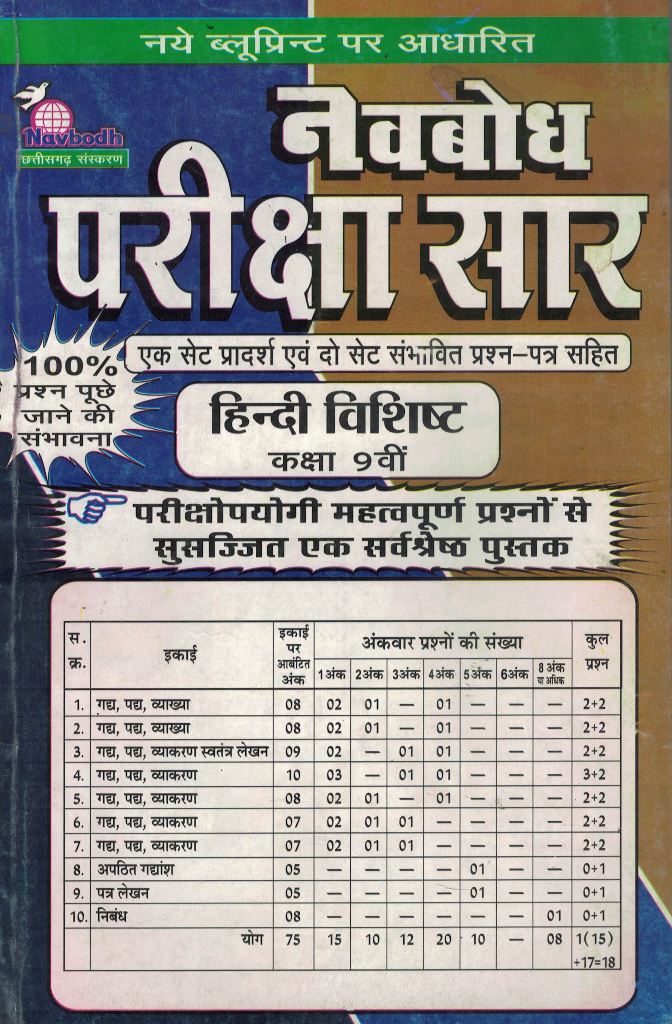 नये ब्लूप्रिन्ट पर आधारित
Navbodh
छत्तीसगढ़ संस्करण
नवबोध
परीक्षा सार
एक सेट प्रादर्श एवं दो सेट संभावित प्रश्न-पत्र सहित
100%
प्रश्न पूछे
जाने की
संभावना
हिन्दी विशिष्ट
कक्षा 9वीं
परीक्षोपयोगी महत्वपूर्ण प्रश्नों से
सुसज्जित एक सर्वश्रेष्ठ पुस्तक
स. क्र. इकाई इकाई पर आबंटित अंक अंकवार प्रश्नों की संख्या कुल प्रश्न
1अंक 2अंक 3अंक 4अंक 5अंक 6अंक 8अंक या अधिक
1. गद्य, पद्य, व्याख्या 08 02 01 — 01 — — — 2+2
2. गद्य, पद्य, व्याख्या 08 02 01 — 01 — — — 2+2
3. गद्य, पद्य, व्याकरण स्वतंत्र लेखन 09 02 — 01 01 — — — 2+2
4. गद्य, पद्य, व्याकरण 10 03 — 01 01 — — — 3+2
5. गद्य, पद्य, व्याकरण 08 02 01 — 01 — — — 2+2
6. गद्य, पद्य, व्याकरण 07 02 01 01 — — — — 2+2
7. गद्य, पद्य, व्याकरण 07 02 01 01 — — — — 2+2
8. अपठित गद्यांश 05 — — — — 01 — — 0+1
9. पत्र लेखन 05 — — — — 01 — — 0+1
10. निबंध 08 — — — — — — 01 0+1
योग 75 15 10 12 20 10 — 08 1(15)
+17=18